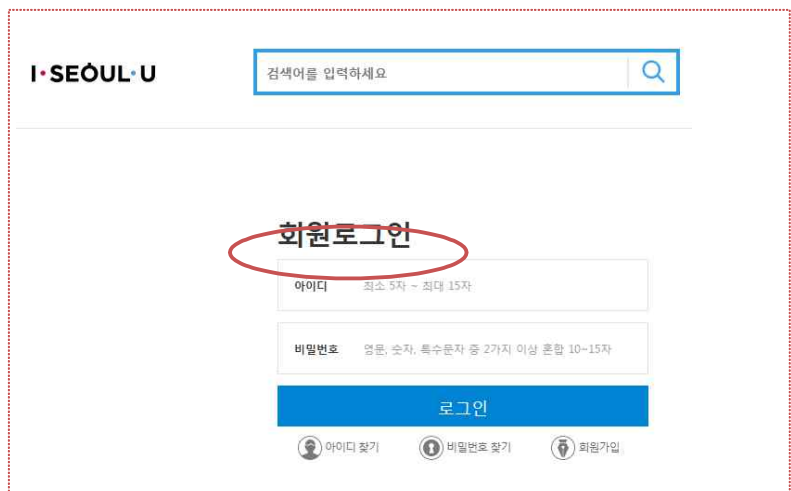 I·SEOUL·U
검색어를 입력하세요
회원로그인
아이디 최소 5자 ~ 최대 15자
비밀번호 영문, 숫자, 특수문자 중 2가지 이상 혼합 10~15자
로그인
아이디 찾기 비밀번호 찾기 회원가입